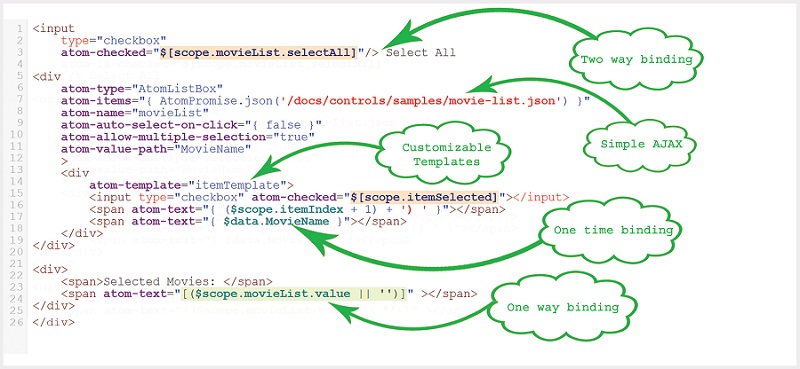 1 <input
2 type="checkbox"
3 atom-checked="$[scope.movieList.selectAll]"/> Select All
4
5 <div
6 atom-type="AtomListBox"
7 atom-items="{ AtomPromise.json('/docs/controls/samples/movie-list.json') }"
8 atom-name="movieList"
9 atom-auto-select-on-click="{ false }"
10 atom-allow-multiple-selection="true"
11 atom-value-path="MovieName"
12 >
13 <div
14 atom-template="itemTemplate">
15 <input type="checkbox" atom-checked="$[scope.itemSelected]"></input>
16 <span atom-text="{ ($scope.itemIndex + 1) + ') ' }"></span>
17 <span atom-text="{ $data.MovieName }"></span>
18 </div>
19 </div>
20
21 <div>
22 <span>Selected Movies: </span>
23 <span atom-text="[($scope.movieList.value || '')]" ></span>
24 </div>
25
26 </div>
Two way binding
Simple AJAX
Customizable
Templates
One time binding
One way binding